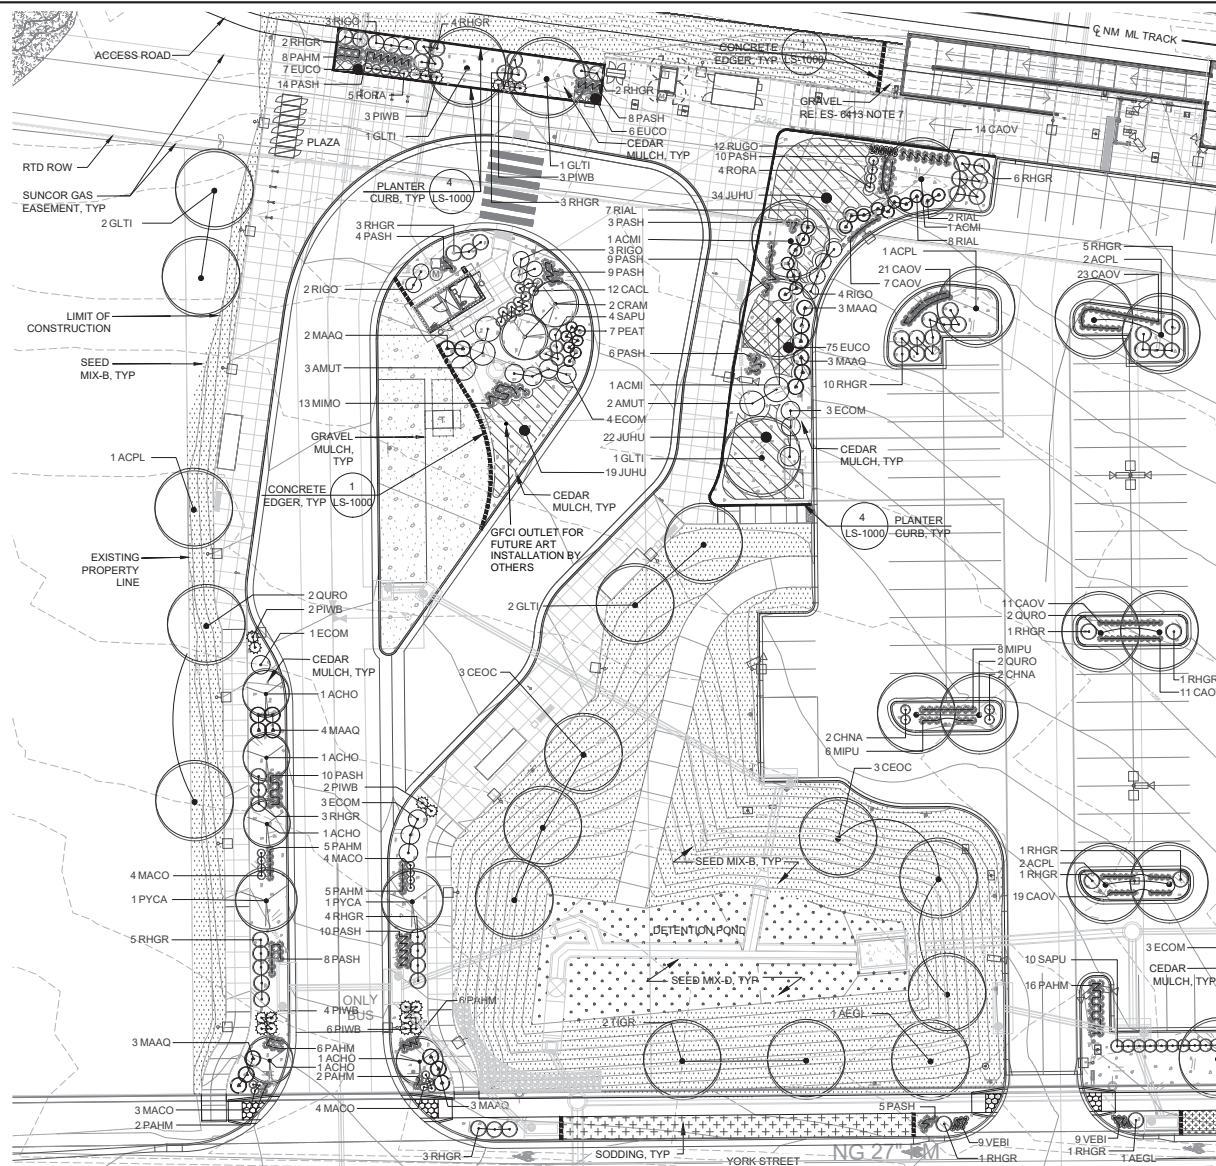 3 RIGO
4 RHGR
ACCESS ROAD
2 RHGR
8 PAHM
7 EUCO
14 PASH
5 RORA
3 PIWB
1 GLTI
PLAZA
CONCRETE
EDGER, TYP
1
LS-1000
℄ NM ML TRACK
GRAVEL
RE: ES- 6413 NOTE 7
2 RHGR
8 PASH
6 EUCO
CEDAR
MULCH, TYP
1 GLTI
3 PIWB
3 RHGR
PLANTER
CURB, TYP
4
LS-1000
RTD ROW
SUNCOR GAS
EASEMENT, TYP
2 GLTI
5265
14 CAOV
12 RUGO
10 PASH
4 RORA
34 JUHU
6 RHGR
7 RIAL
3 PASH
1 ACMI
3 RIGO
9 PASH
9 PASH
12 CACL
2 CRAM
4 SAPU
7 PEAT
6 PASH
3 RHGR
4 PASH
M
2 RIGO
2 RIAL
1 ACMI
8 RIAL
1 ACPL
21 CAOV
7 CAOV
5 RHGR
2 ACPL
23 CAOV
4 RIGO
3 MAAQ
LIMIT OF
CONSTRUCTION
2 MAAQ
SEED
MIX-B, TYP
3 AMUT
13 MIMO
75 EUCO
3 MAAQ
10 RHGR
1 ACMI
2 AMUT
4 ECOM
3 ECOM
22 JUHU
1 GLTI
19 JUHU
CEDAR
MULCH, TYP
GRAVEL
MULCH,
TYP
T
1 ACPL
CONCRETE
EDGER, TYP
1
LS-1000
CEDAR
MULCH, TYP
GFCI OUTLET FOR
FUTURE ART
INSTALLATION BY
OTHERS
4
LS-1000
PLANTER
CURB, TYP
EXISTING
PROPERTY
LINE
2 QURO
2 PIWB
1 ECOM
CEDAR
MULCH, TYP
2 GLTI
11 CAOV
2 QURO
1 RHGR
8 MIPU
2 QURO
2 CHNA
1 RHGR
11 CAO
3 CEOC
1 ACHO
4 MAAQ
1 ACHO
2 CHNA
6 MIPU
3 CEOC
10 PASH
2 PIWB
3 ECOM
3 RHGR
1 ACHO
5 PAHM
4 MACO
4 MACO
1 PYCA
5 PAHM
1 PYCA
4 RHGR
10 PASH
SEED MIX-B, TYP
1 RHGR
2 ACPL
1 RHGR
19 CAOV
DETENTION POND
5 RHGR
8 PASH
3 ECOM
10 SAPU
CEDAR
MULCH, TYP
16 PAHM
SEED MIX-D, TYP
ONLY
BUS
6 PAHM
4 PIWB
6 PIWB
2 TIGR
1 AEGL
3 MAAQ
6 PAHM
1 ACHO
1 ACHO
2 PAHM
3 MACO
2 PAHM
4 MACO
3 MAAQ
5 PASH
3 RHGR
SODDING, TYP
YORK STREET
NG 27"
9 VEBI
1 RHGR
9 VEBI
1 RHGR
1 AEGL